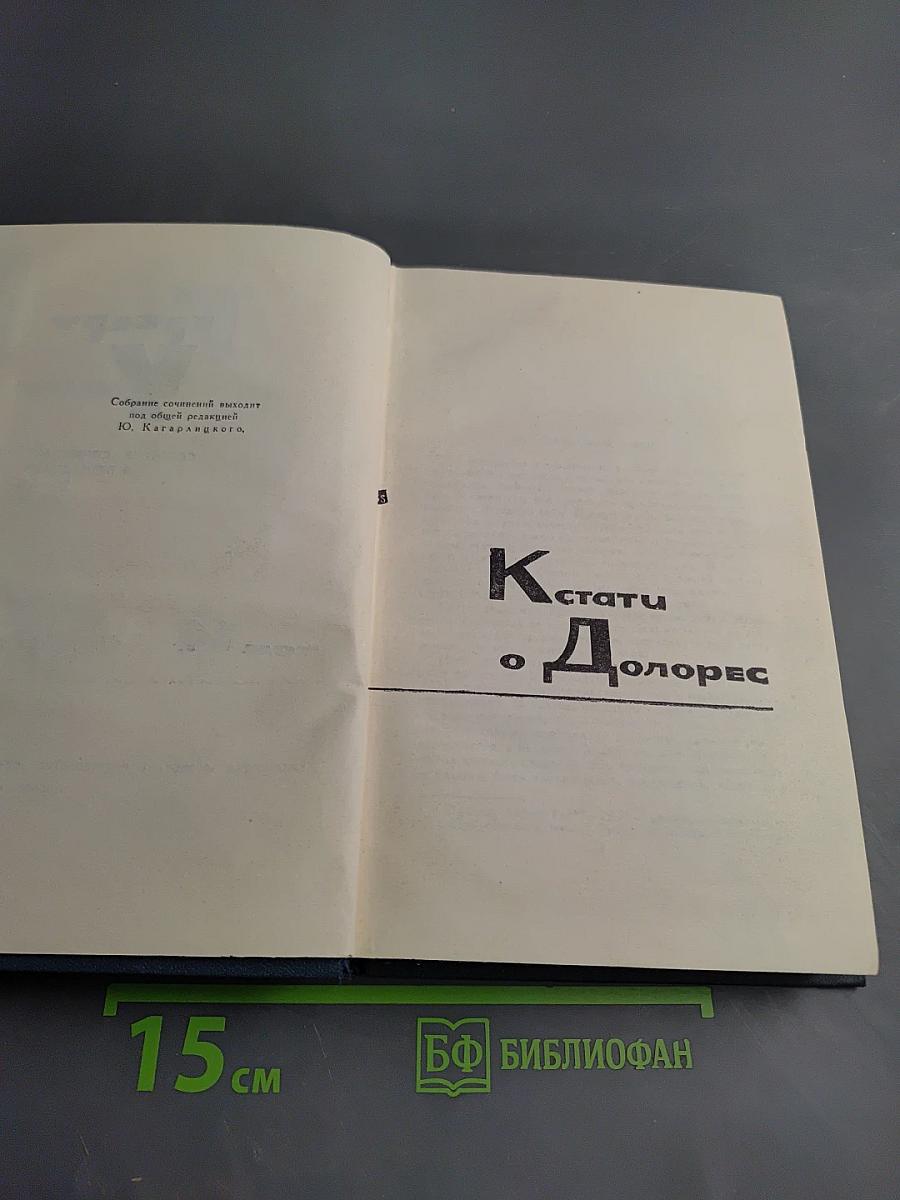 Собрание сочинений выходит
под общей редакцией
Ю. Кагарлицкого.
s
Кстати
о Долорес
15 см
БФ БИБЛИОФАН